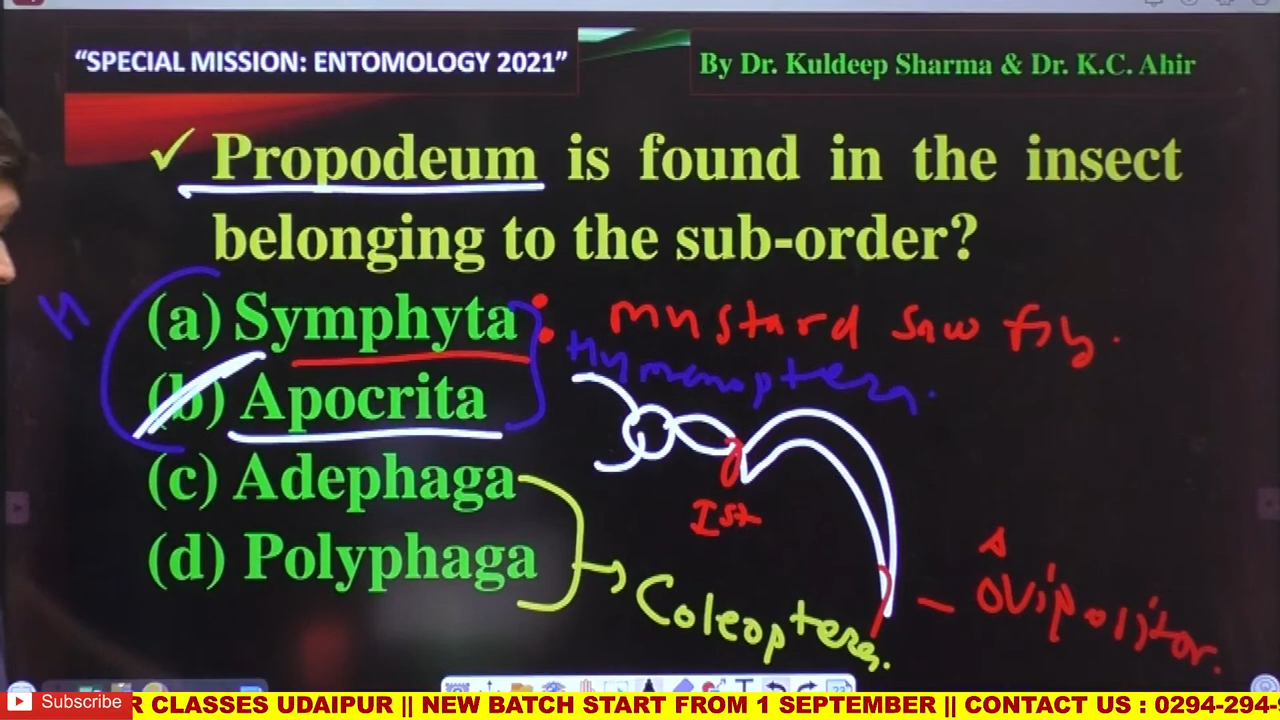 “SPECIAL MISSION: ENTOMOLOGY 2021”
By Dr. Kuldeep Sharma & Dr. K.C. Ahir
✓ Propodeum is found in the insect
belonging to the sub-order?
(a) Symphyta : mustard saw fly.
H
Hymenoptera.
(b) Apocrita
(c) Adephaga
Ist
(d) Polyphaga
Coleoptera.
- ovipositor.
Subscribe
R CLASSES UDAIPUR || NEW BATCH START FROM 1 SEPTEMBER || CONTACT US : 0294-294-